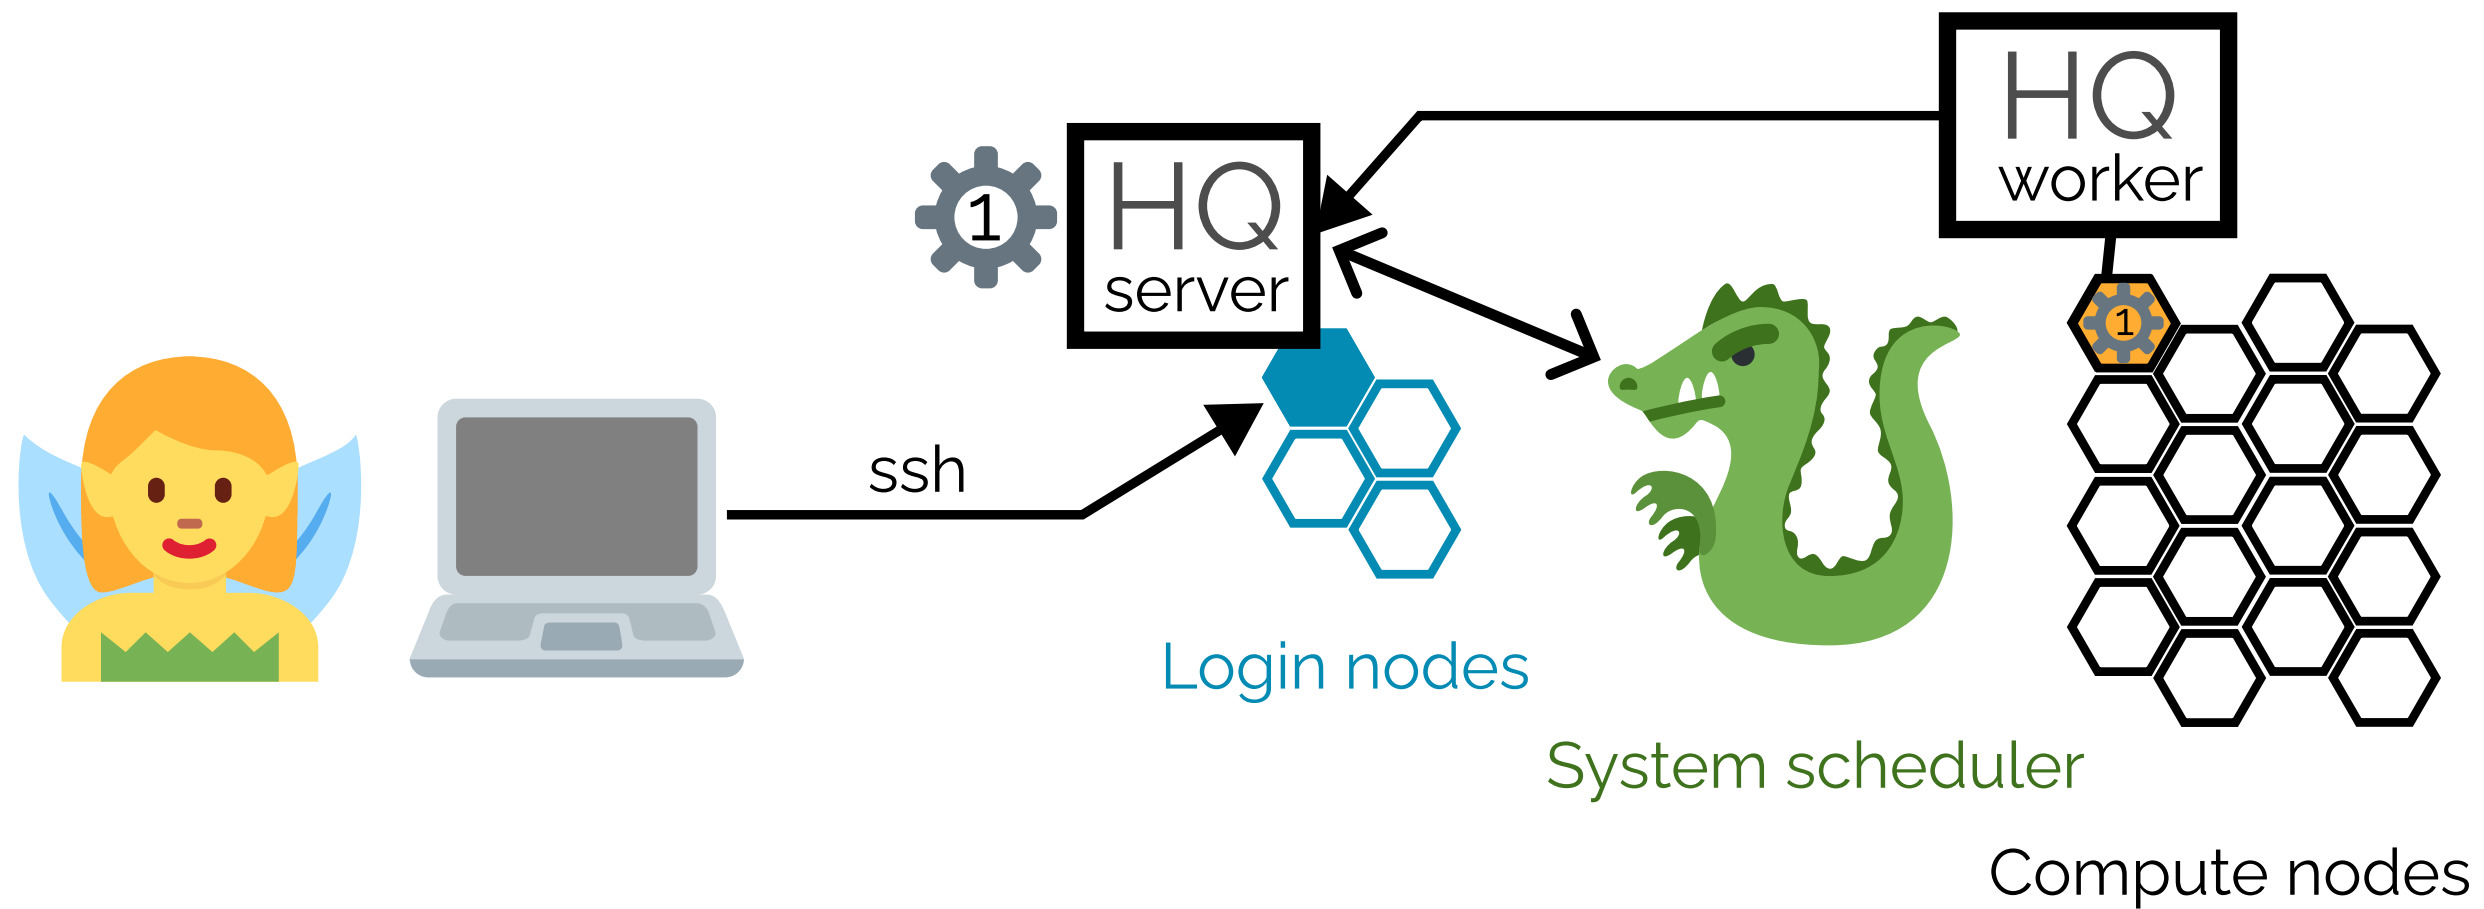 HQ
worker
1
HQ
server
1
ssh
Login nodes
System scheduler
Compute nodes